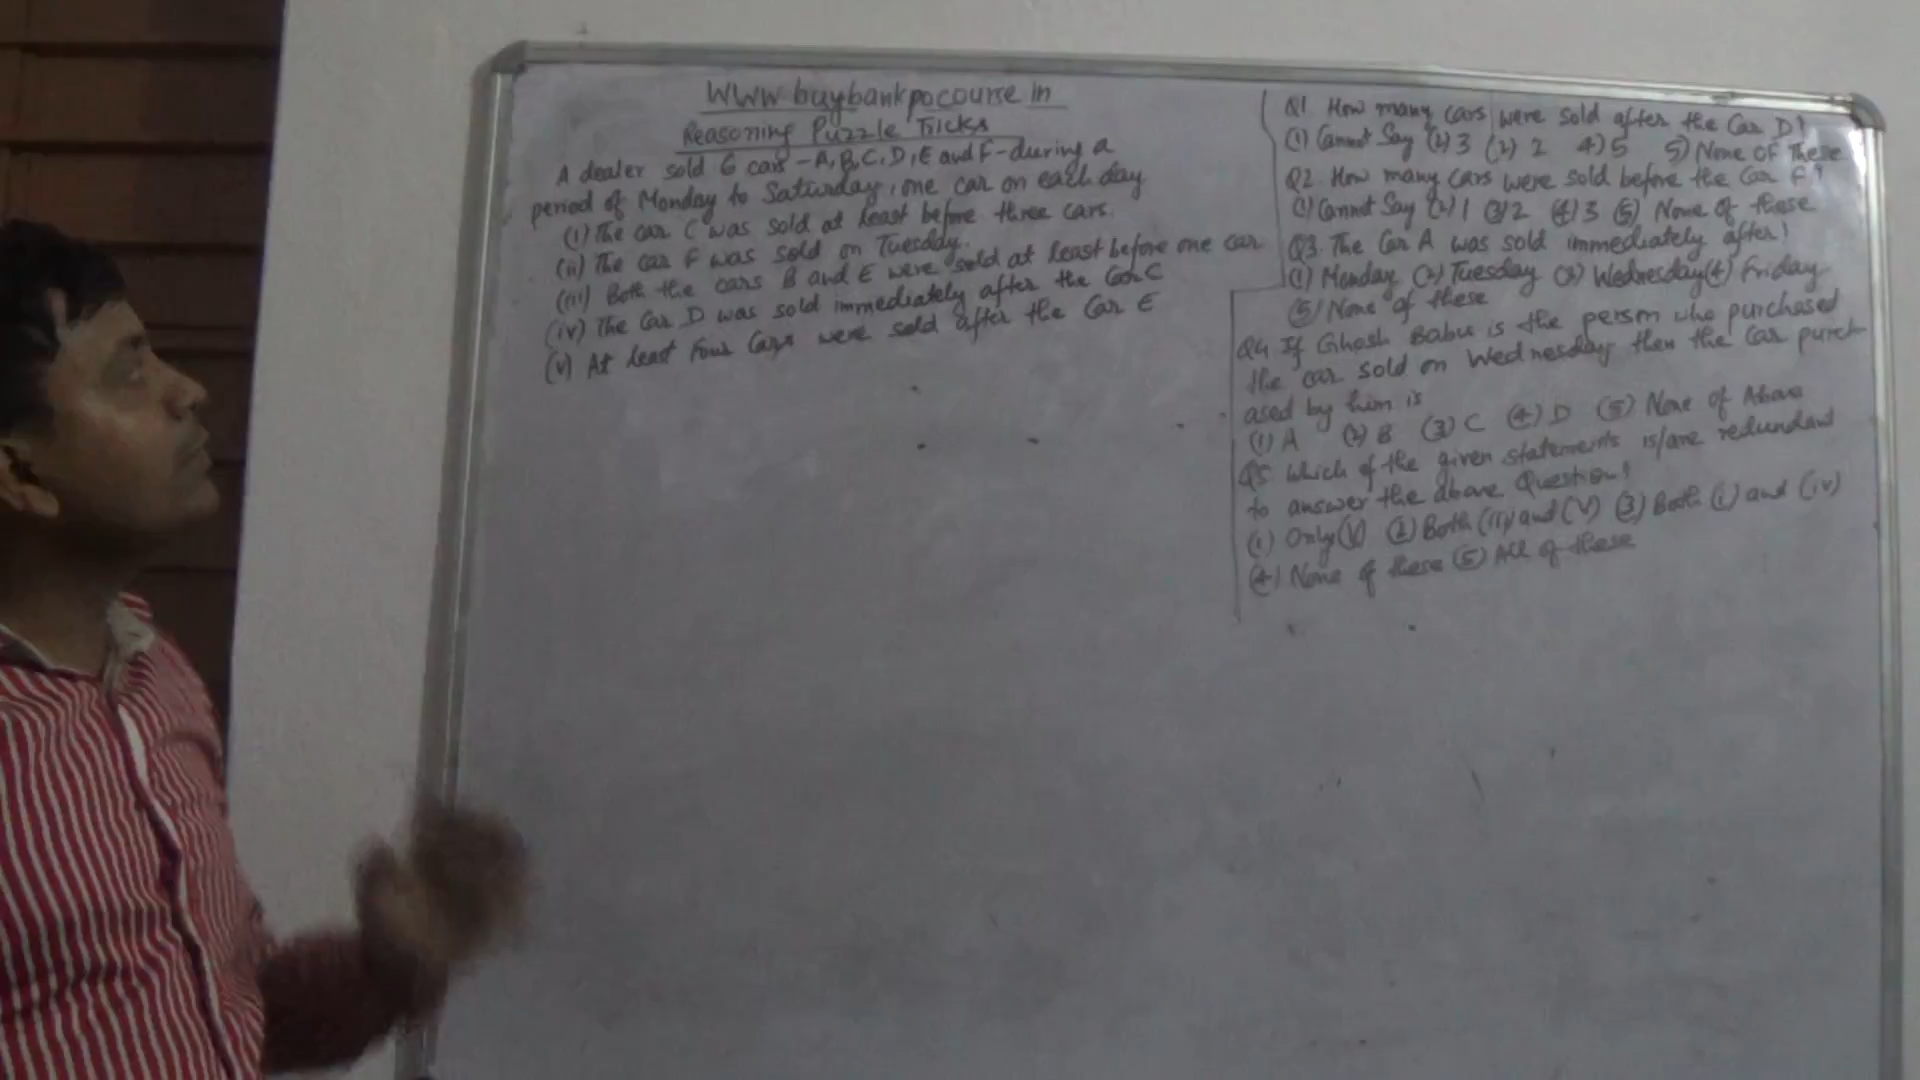 WWW buybankpocourse in
Reasoning Puzzle Tricks
A dealer sold 6 cars - A, B, C, D, E and F - during a
period of Monday to Saturday, one car on each day
(i) The car C was sold at least before three cars.
(ii) The car F was sold on Tuesday.
(iii) Both the cars B and E were sold at least before one car
(iv) The Car D was sold immediately after the Car C
(v) At least Four Cars were sold after the Car E
Q1. How many cars were sold after the Car D?
(1) Cannot Say (2) 3 (3) 2 4) 5 5) None of These
Q2. How many cars were sold before the Car F?
(1) Cannot Say (2) 1 (3) 2 (4) 3 (5) None of these
Q3. The Car A was sold immediately after?
(1) Monday (2) Tuesday (3) Wednesday (4) Friday
(5) None of these
Q4 If Ghosh Babu is the person who purchased
the car sold on Wednesday then the Car purch
ased by him is
(1) A (2) B (3) C (4) D (5) None of Above
Q5 Which of the given statements is/are redundant
to answer the above Question?
(1) Only (V) (2) Both (iii) and (V) (3) Both (i) and (iv)
(4) None of these (5) All of these